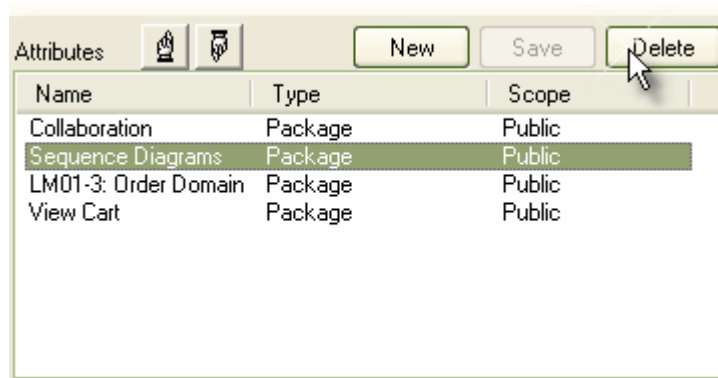 Attributes New Save Delete
Name Type Scope
Collaboration Package Public
Sequence Diagrams Package Public
LM01-3: Order Domain Package Public
View Cart Package Public